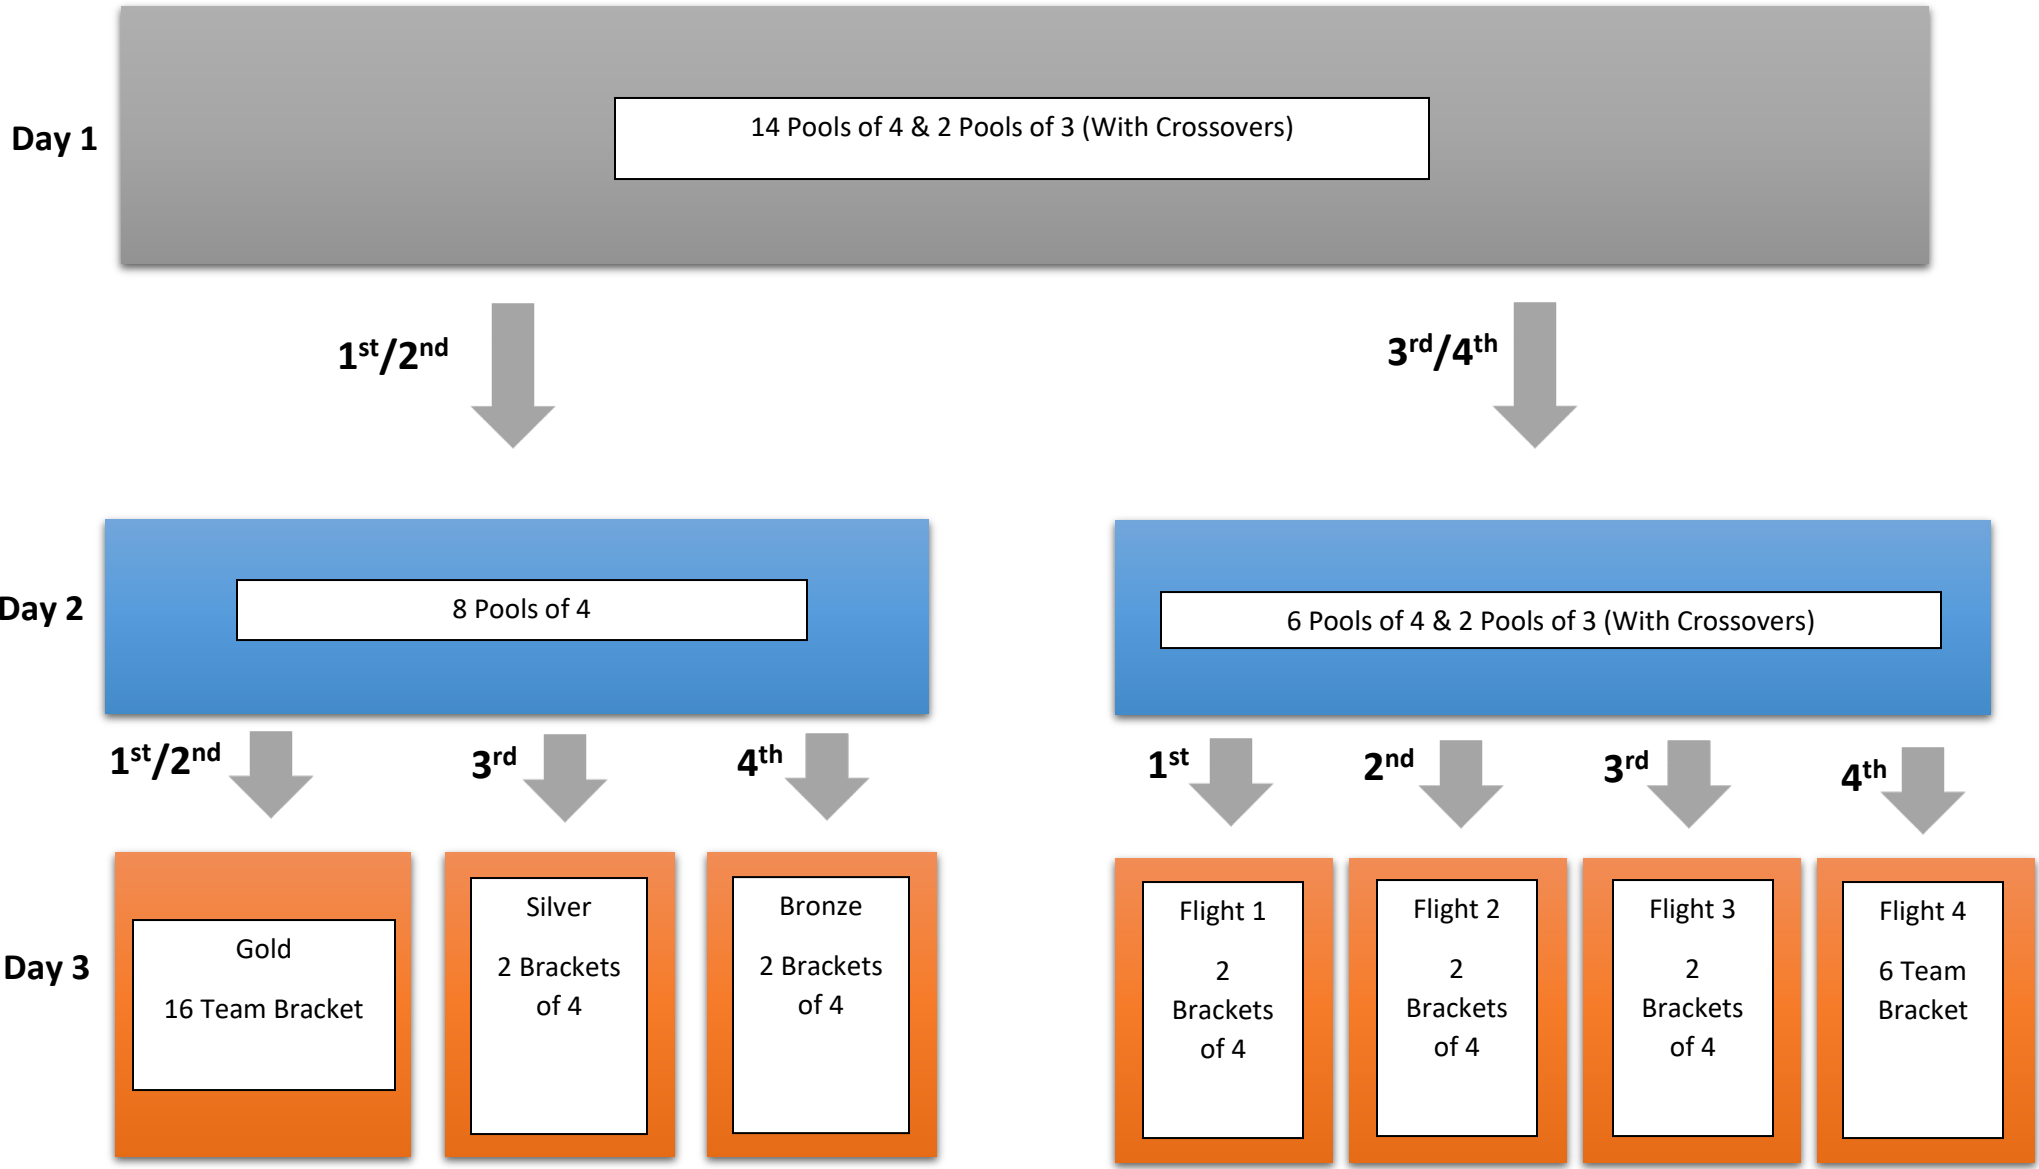 Day 1
14 Pools of 4 & 2 Pools of 3 (With Crossovers)
1st/2nd
3rd/4th
Day 2
8 Pools of 4
6 Pools of 4 & 2 Pools of 3 (With Crossovers)
1st/2nd
3rd
4th
1st
2nd
3rd
4th
Day 3
Gold
16 Team Bracket
Silver
2 Brackets
of 4
Bronze
2 Brackets
of 4
Flight 1
2
Brackets
of 4
Flight 2
2
Brackets
of 4
Flight 3
2
Brackets
of 4
Flight 4
6 Team
Bracket